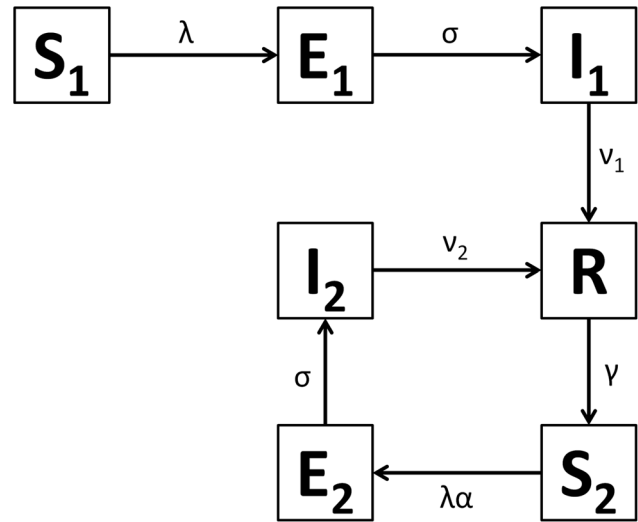 λ σ
S₁ E₁ I₁
ν₁
ν₂
I₂ R
σ γ
E₂ S₂
λα